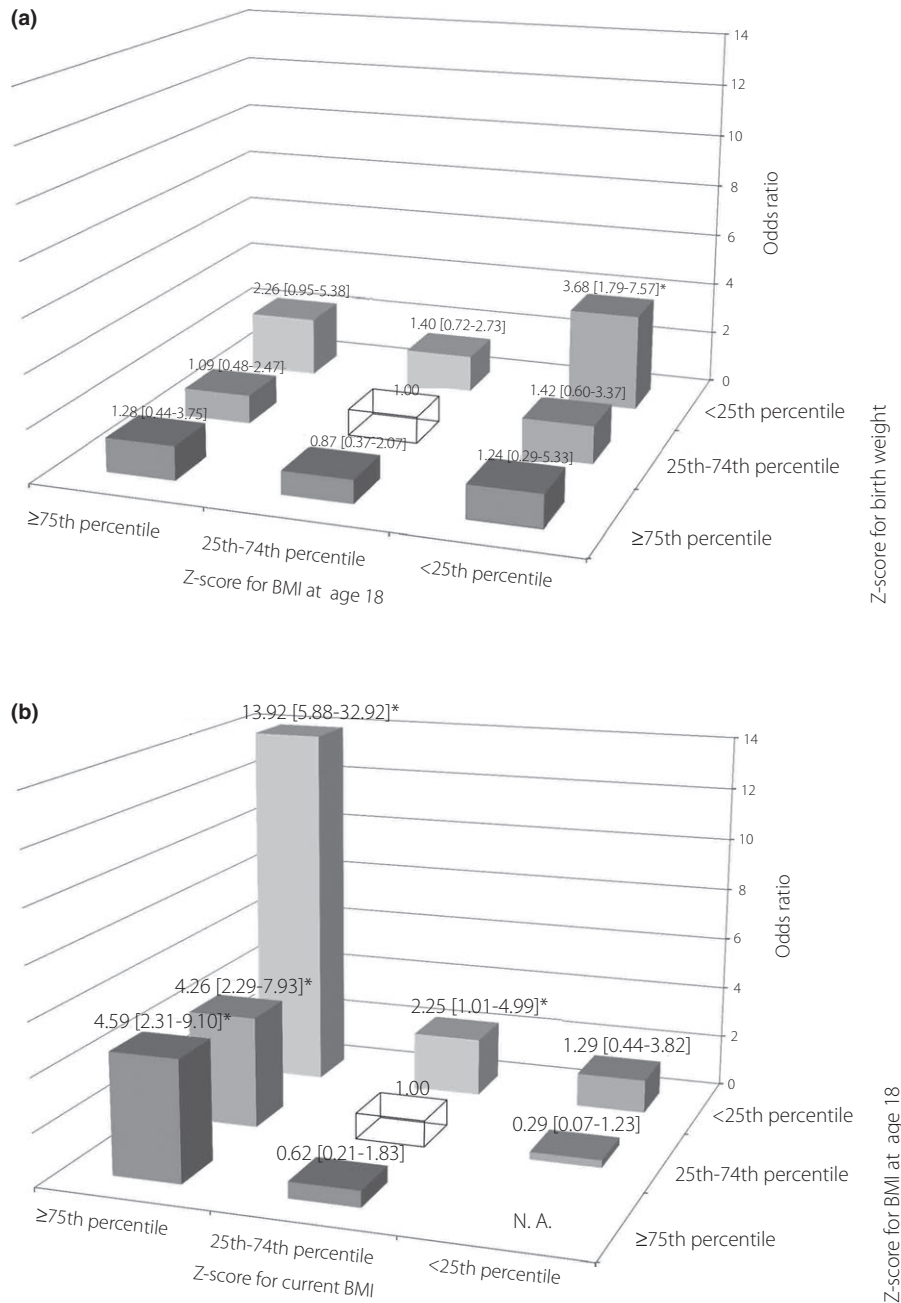 (a)
14
12
10
8
6
4
2
0
Odds ratio
2.26 [0.95-5.38]
1.40 [0.72-2.73]
3.68 [1.79-7.57]*
1.09 [0.48-2.47]
1.00
1.42 [0.60-3.37]
1.28 [0.44-3.75]
0.87 [0.37-2.07]
1.24 [0.29-5.33]
<25th percentile
25th-74th percentile
≥75th percentile
Z-score for birth weight
≥75th percentile
25th-74th percentile
<25th percentile
Z-score for BMI at age 18
(b)
14
12
10
8
6
4
2
0
Odds ratio
13.92 [5.88-32.92]*
2.25 [1.01-4.99]*
1.29 [0.44-3.82]
4.26 [2.29-7.93]*
1.00
0.29 [0.07-1.23]
4.59 [2.31-9.10]*
0.62 [0.21-1.83]
N. A.
<25th percentile
25th-74th percentile
≥75th percentile
Z-score for BMI at age 18
≥75th percentile
25th-74th percentile
<25th percentile
Z-score for current BMI